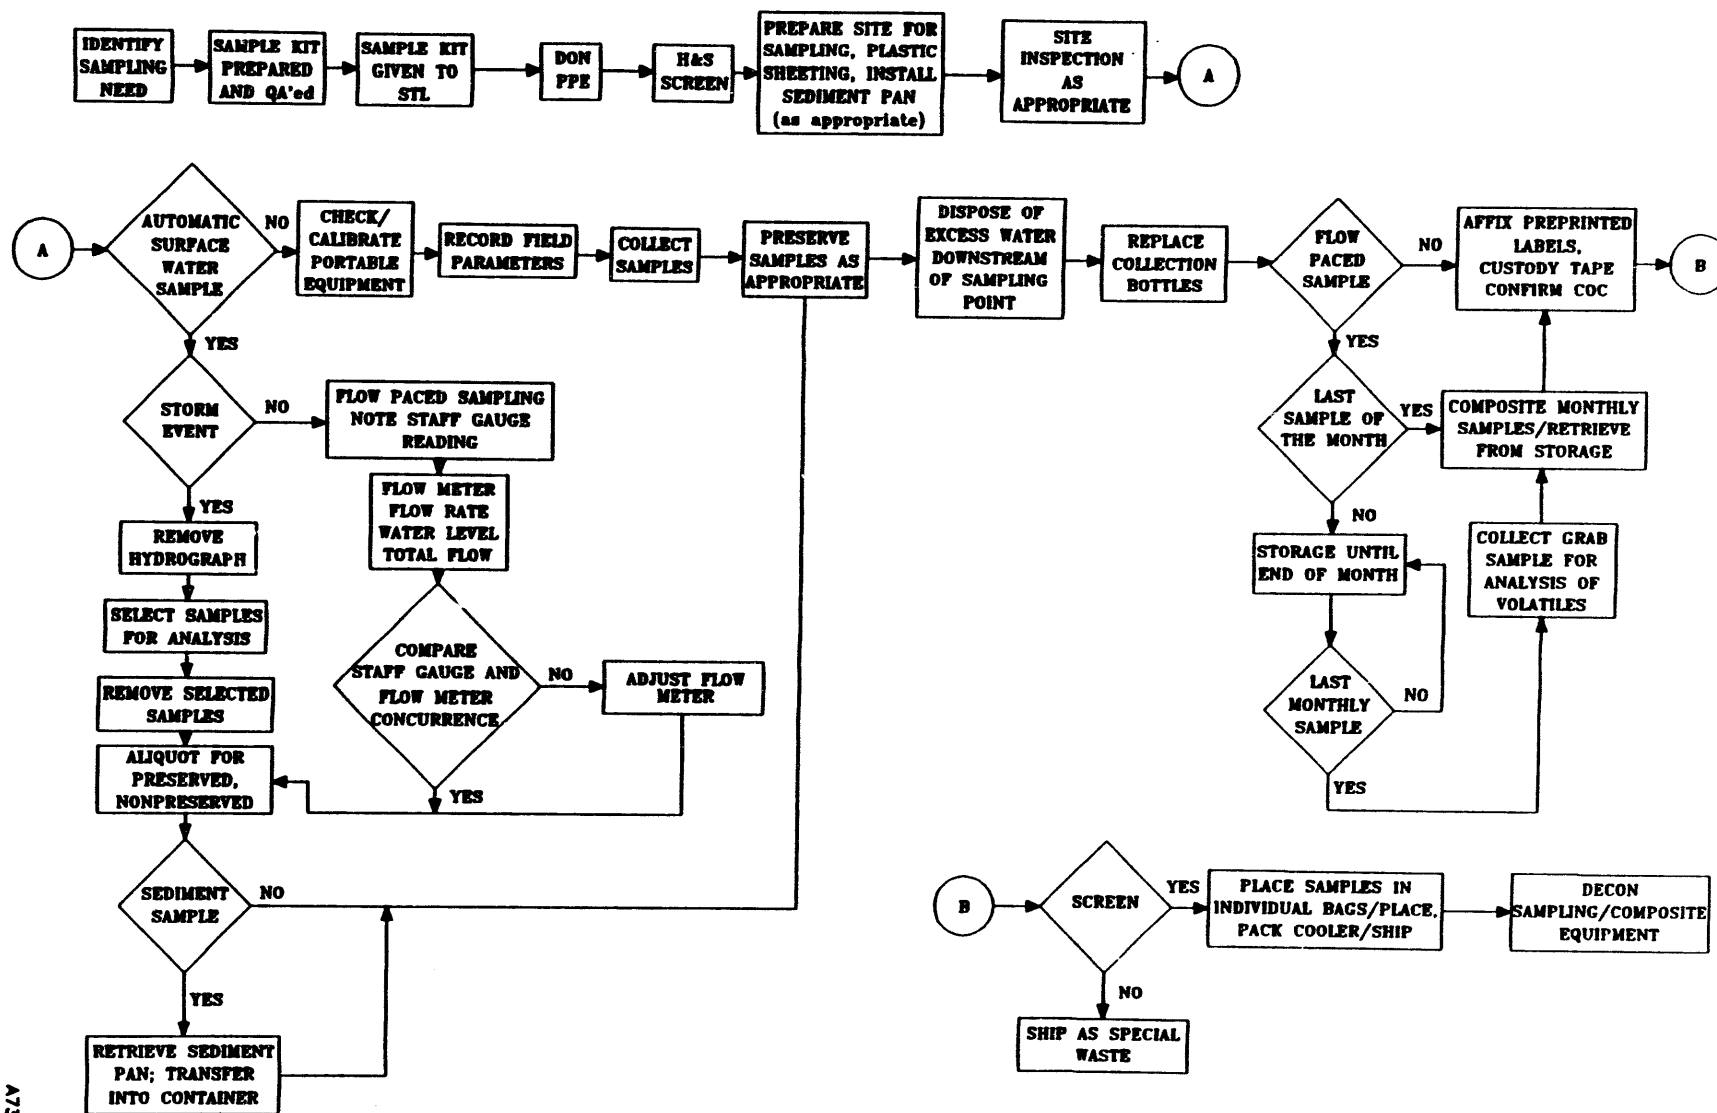 IDENTIFY
SAMPLING
NEED
SAMPLE KIT
PREPARED
AND QA'ed
SAMPLE KIT
GIVEN TO
STL
DON
PPE
H&S
SCREEN
PREPARE SITE FOR
SAMPLING, PLASTIC
SHEETING, INSTALL
SEDIMENT PAN
(as appropriate)
SITE
INSPECTION
AS
APPROPRIATE
A
A
AUTOMATIC
SURFACE
WATER
SAMPLE
NO
CHECK/
CALIBRATE
PORTABLE
EQUIPMENT
RECORD FIELD
PARAMETERS
COLLECT
SAMPLES
PRESERVE
SAMPLES AS
APPROPRIATE
DISPOSE OF
EXCESS WATER
DOWNSTREAM
OF SAMPLING
POINT
REPLACE
COLLECTION
BOTTLES
FLOW
PACED
SAMPLE
NO
AFFIX PREPRINTED
LABELS,
CUSTODY TAPE
CONFIRM COC
B
YES
STORM
EVENT
NO
FLOW PACED SAMPLING
NOTE STAFF GAUGE
READING
YES
LAST
SAMPLE OF
THE MONTH
YES
COMPOSITE MONTHLY
SAMPLES/RETRIEVE
FROM STORAGE
YES
REMOVE
HYDROGRAPH
FLOW METER
FLOW RATE
WATER LEVEL
TOTAL FLOW
NO
STORAGE UNTIL
END OF MONTH
COLLECT GRAB
SAMPLE FOR
ANALYSIS OF
VOLATILES
SELECT SAMPLES
FOR ANALYSIS
COMPARE
STAFF GAUGE AND
FLOW METER
CONCURRENCE
NO
ADJUST FLOW
METER
LAST
MONTHLY
SAMPLE
NO
REMOVE SELECTED
SAMPLES
ALIQUOT FOR
PRESERVED,
NONPRESERVED
YES
YES
SEDIMENT
SAMPLE
NO
B
SCREEN
YES
PLACE SAMPLES IN
INDIVIDUAL BAGS/PLACE,
PACK COOLER/SHIP
DECON
SAMPLING/COMPOSITE
EQUIPMENT
YES
NO
RETRIEVE SEDIMENT
PAN; TRANSFER
INTO CONTAINER
SHIP AS SPECIAL
WASTE